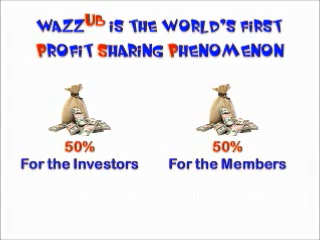 WAZZUB IS THE WORLD'S FIRST
PROFIT SHARING PHENOMENON
50% 50%
For the Investors For the Members